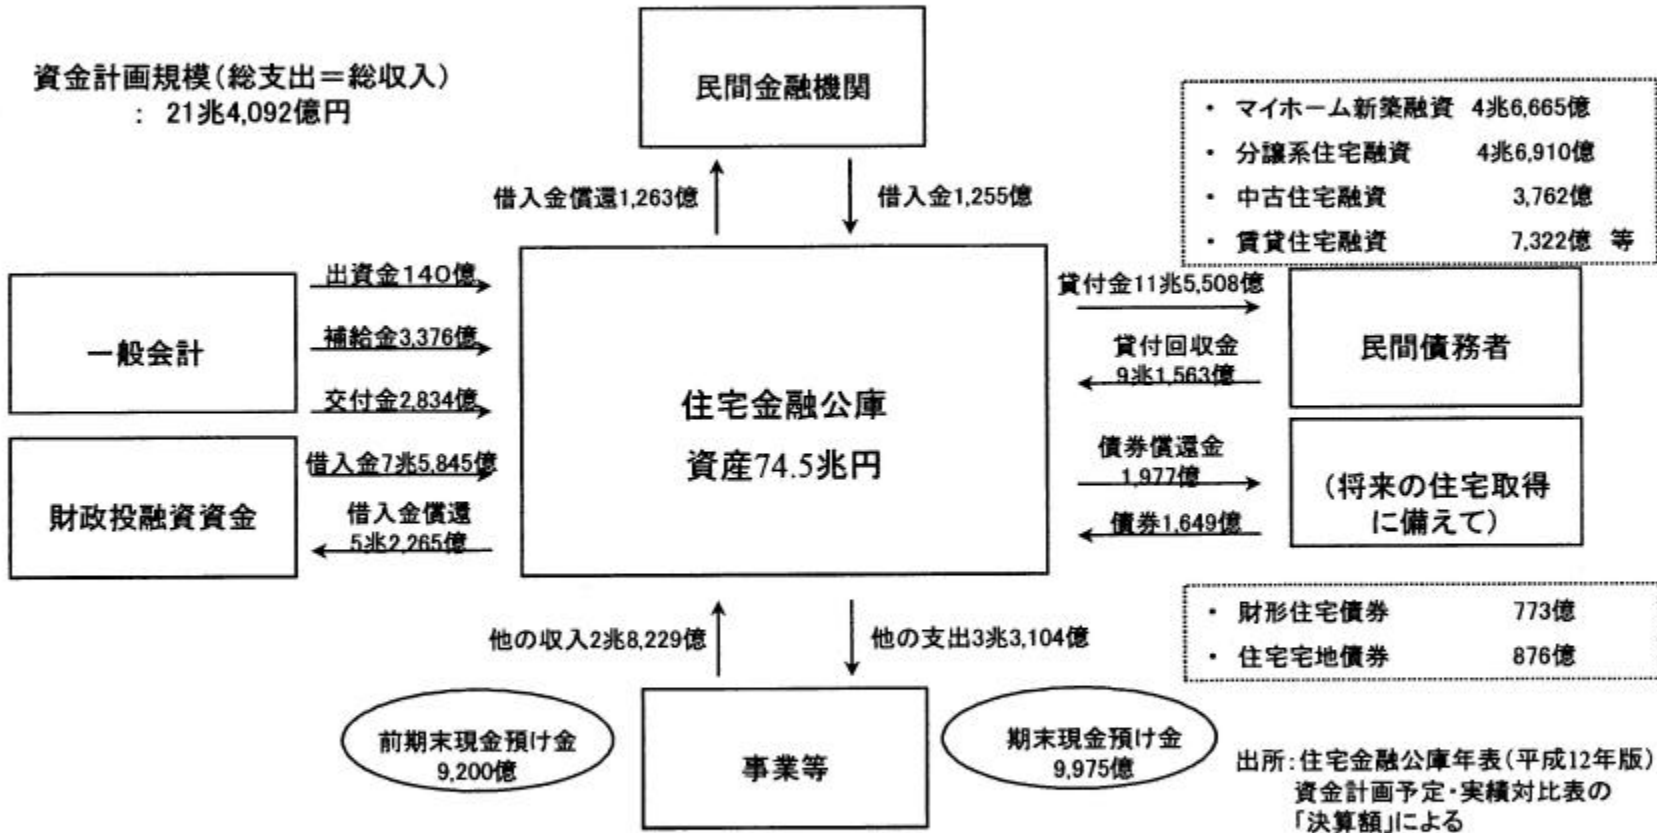 資金計画規模(総支出＝総収入)
: 21兆4,092億円
民間金融機関
・ マイホーム新築融資 4兆6,665億
・ 分譲系住宅融資 4兆6,910億
・ 中古住宅融資 3,762億
・ 賃貸住宅融資 7,322億 等
借入金償還1,263億
借入金1,255億
一般会計
出資金140億
補給金3,376億
交付金2,834億
財政投融資資金
借入金7兆5,845億
借入金償還
5兆2,265億
住宅金融公庫
資産74.5兆円
貸付金11兆5,508億
貸付回収金
9兆1,563億
民間債務者
債券償還金
1,977億
債券1,649億
(将来の住宅取得
に備えて)
・ 財形住宅債券 773億
・ 住宅宅地債券 876億
他の収入2兆8,229億
他の支出3兆3,104億
前期末現金預け金
9,200億
事業等
期末現金預け金
9,975億
出所:住宅金融公庫年表(平成12年版)
資金計画予定・実績対比表の
「決算額」による